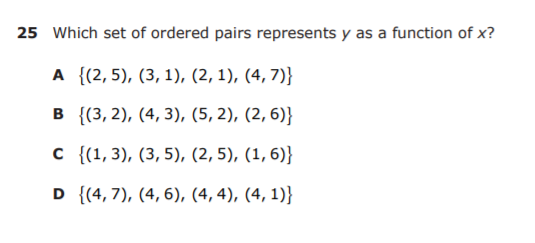 25 Which set of ordered pairs represents y as a function of x?
A {(2, 5), (3, 1), (2, 1), (4, 7)}
B {(3, 2), (4, 3), (5, 2), (2, 6)}
C {(1, 3), (3, 5), (2, 5), (1, 6)}
D {(4, 7), (4, 6), (4, 4), (4, 1)}